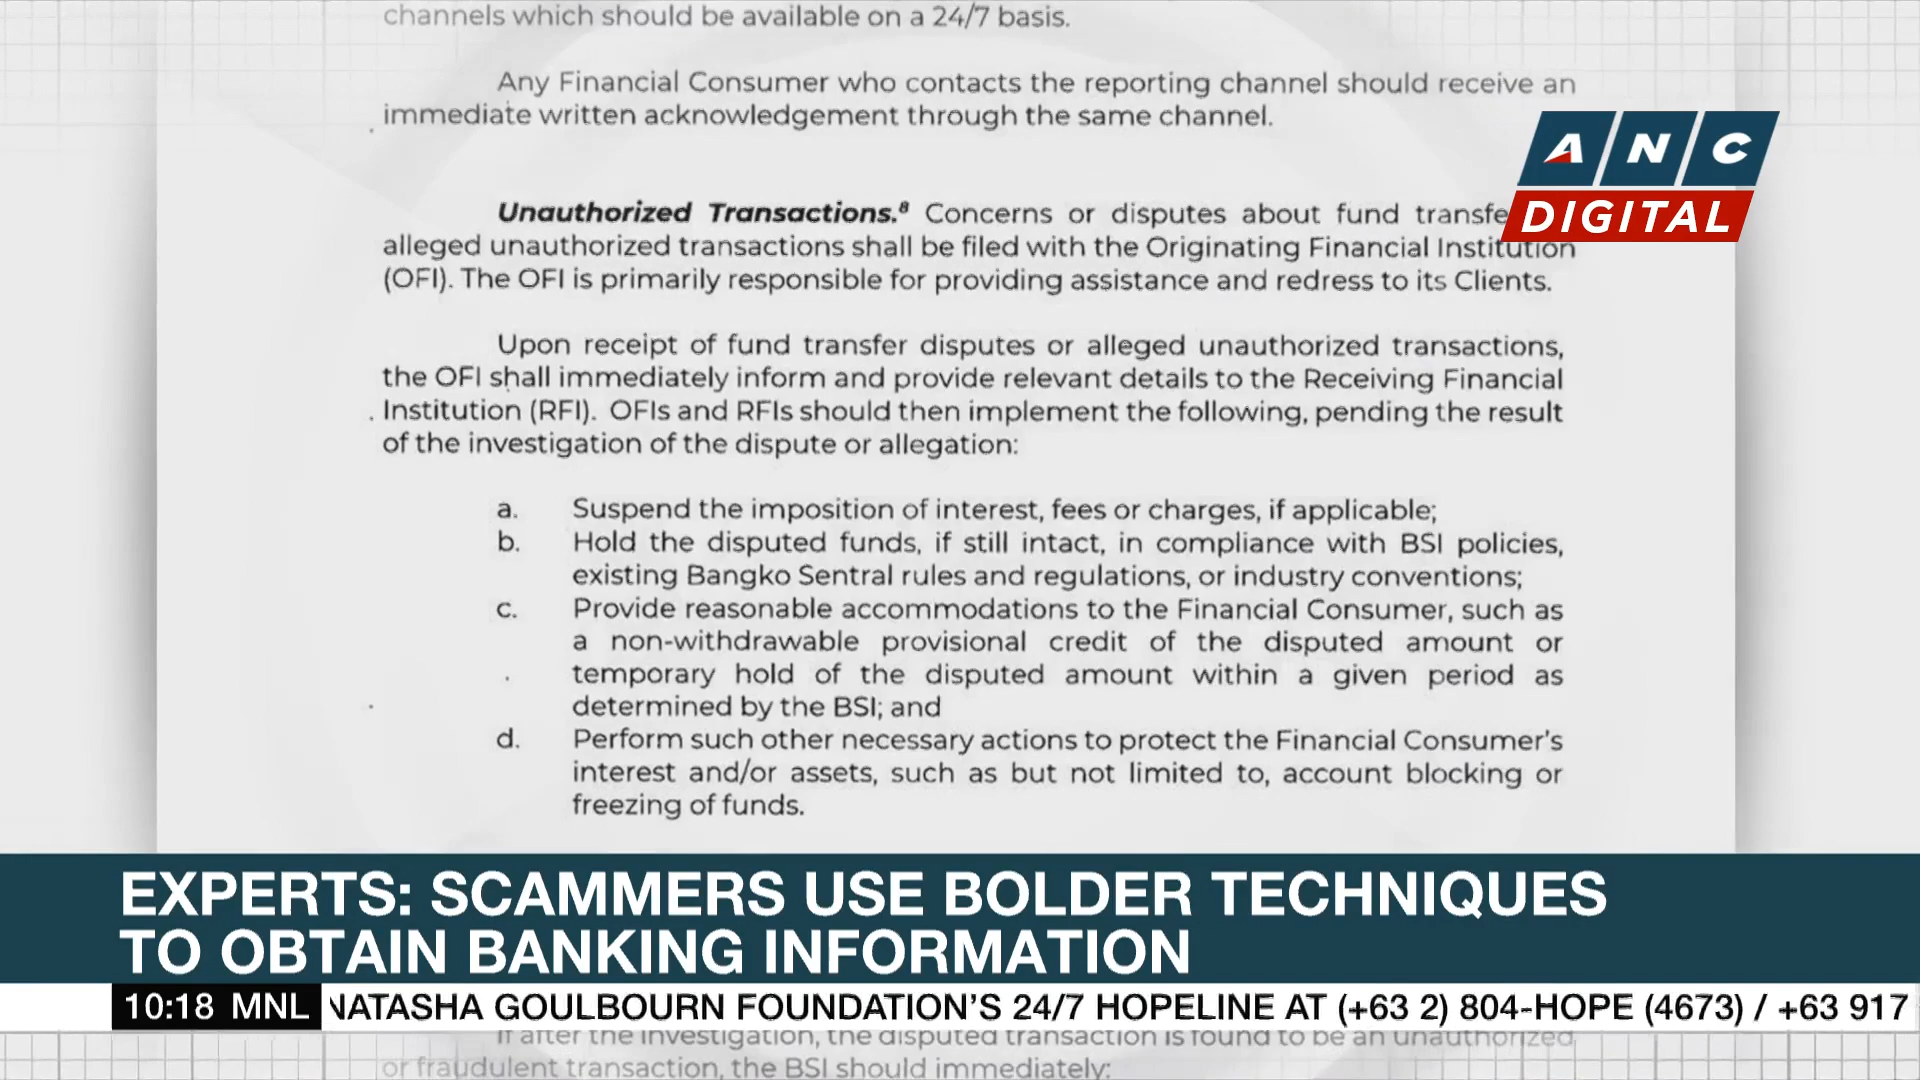 channels which should be available on a 24/7 basis.
Any Financial Consumer who contacts the reporting channel should receive an
immediate written acknowledgement through the same channel.
ANC
DIGITAL
Unauthorized Transactions.⁸ Concerns or disputes about fund
alleged unauthorized transactions shall be filed with the Originating Financial Institution
(OFI). The OFI is primarily responsible for providing assistance and redress to its Clients.
Upon receipt of fund transfer disputes or alleged unauthorized transactions,
the OFI shall immediately inform and provide relevant details to the Receiving Financial
Institution (RFI). OFIs and RFIs should then implement the following, pending the result
of the investigation of the dispute or allegation:
a. Suspend the imposition of interest, fees or charges, if applicable;
b. Hold the disputed funds, if still intact, in compliance with BSI policies,
existing Bangko Sentral rules and regulations, or industry conventions;
c. Provide reasonable accommodations to the Financial Consumer, such as
a non-withdrawable provisional credit of the disputed amount or
temporary hold of the disputed amount within a given period as
determined by the BSI; and
d. Perform such other necessary actions to protect the Financial Consumer's
interest and/or assets, such as but not limited to, account blocking or
freezing of funds.
EXPERTS: SCAMMERS USE BOLDER TECHNIQUES
TO OBTAIN BANKING INFORMATION
10:18 MNL NATASHA GOULBOURN FOUNDATION'S 24/7 HOPELINE AT (+63 2) 804-HOPE (4673) / +63 917
If after the investigation, the disputed transaction is found to be an unauthorized
or fraudulent transaction, the BSI should immediately: